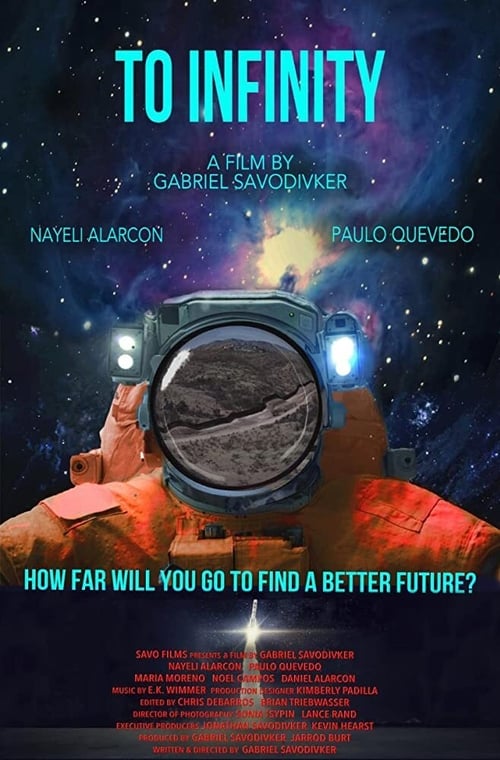 TO INFINITY
A FILM BY
GABRIEL SAVODIVKER
NAYELI ALARCON
PAULO QUEVEDO
HOW FAR WILL YOU GO TO FIND A BETTER FUTURE?
SAVO FILMS PRESENTS A FILM BY GABRIEL SAVODIVKER
NAYELI ALARCON PAULO QUEVEDO
MARIA MORENO NOEL CAMPOS DANIEL ALARCON
MUSIC BY E.K. WIMMER PRODUCTION DESIGNER KIMBERLY PADILLA
EDITED BY CHRIS DEBARROS BRIAN TRIEBWASSER
DIRECTOR OF PHOTOGRAPHY LANCE RAND
EXECUTIVE PRODUCERS JONATHAN SAVODIVKER KEVIN HEARST
PRODUCED BY GABRIEL SAVODIVKER JARROD BURT
WRITTEN & DIRECTED BY GABRIEL SAVODIVKER